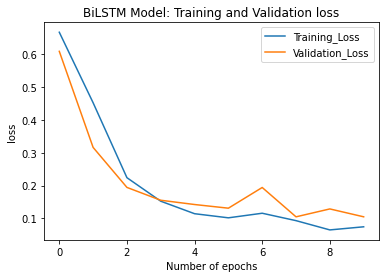 BiLSTM Model: Training and Validation loss
Training_Loss
Validation_Loss
loss
0.6
0.5
0.4
0.3
0.2
0.1
0 2 4 6 8
Number of epochs